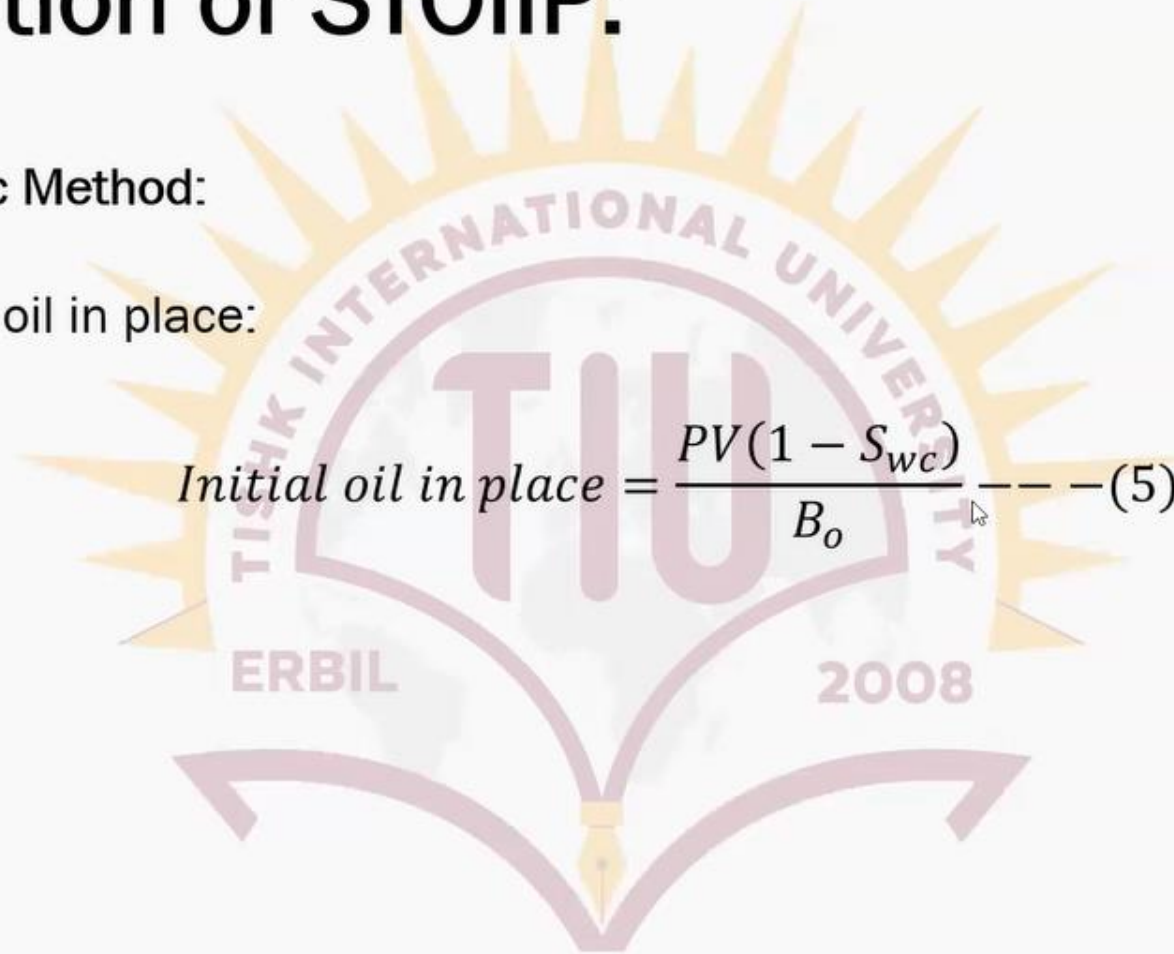 tion of STOIIP:
c Method:
oil in place:
Initial oil in place = PV(1 − S_wc) / B_o −− −(5)
TISHK INTERNATIONAL UNIVERSITY
TIU
ERBIL
2008